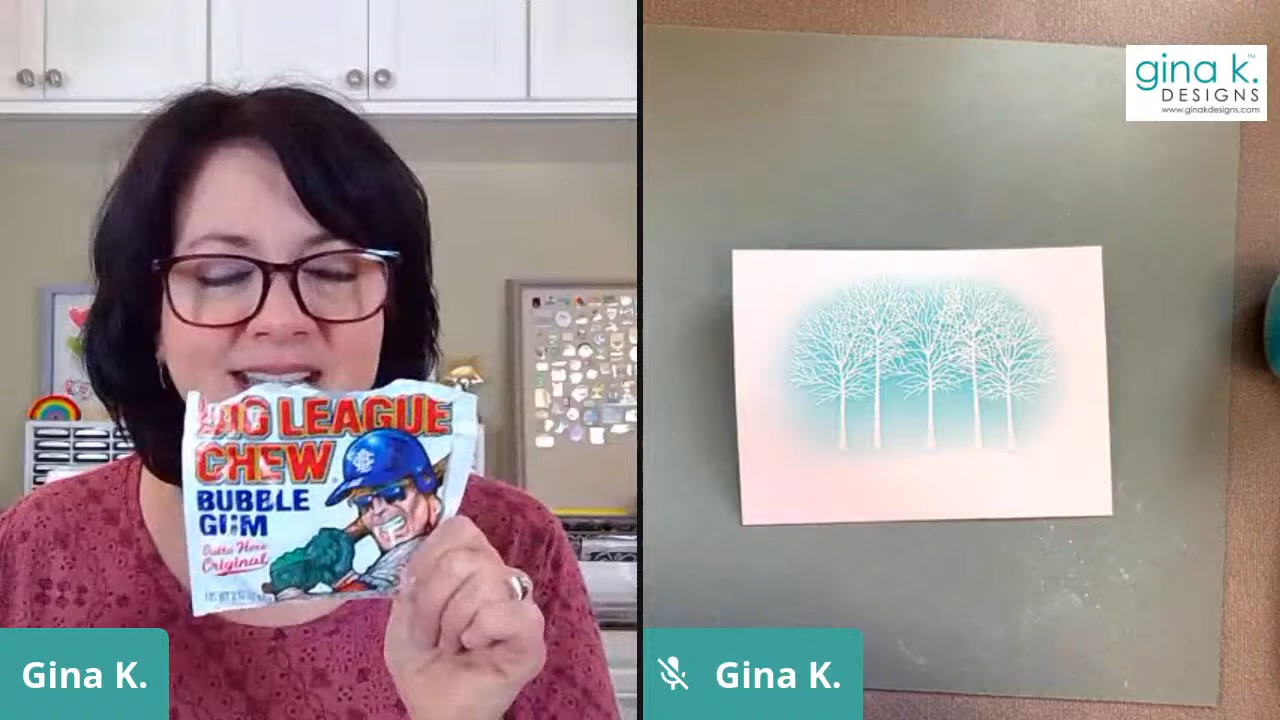 BIG LEAGUE
CHEW
BUBBLE
GUM
Outta Here
Original
Gina K.
gina k.
DESIGNS
www.ginakdesigns.com
Gina K.